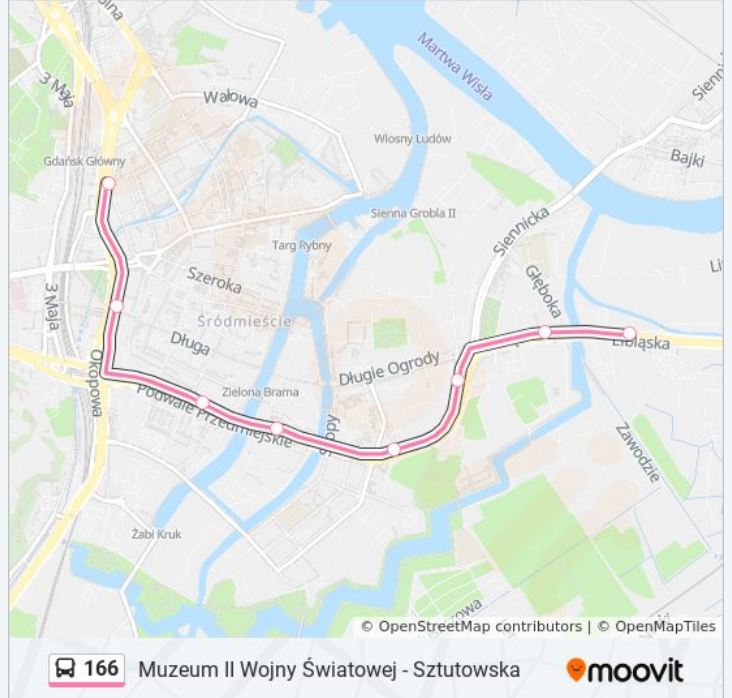 3 Maja
Wałowa
Martwa Wisła
Wiosny Ludów
Bajki
Gdańsk Główny
Sienna Grobla II
Siennicka
Targ Rybny
Szeroka
Głęboka
3 Maja
Śródmieście
Długa
Długie Ogrody
Okopowa
Zielona Brama
Podwale Przedmiejskie
Zawodzie
Żabi Kruk
© OpenStreetMap contributors | © OpenMapTiles
166 Muzeum II Wojny Światowej - Sztutowska moovit